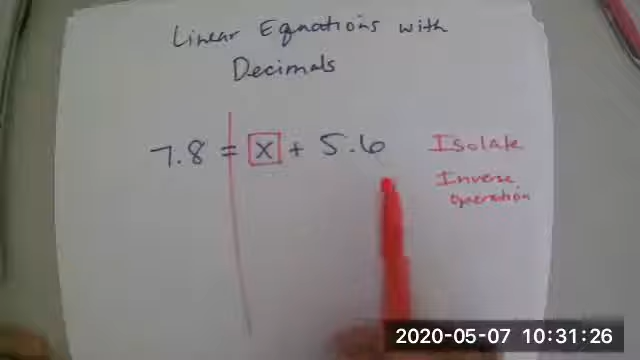 Linear Equations with
Decimals
7.8 = x + 5.6
Isolate
Inverse
operation
2020-05-07 10:31:26